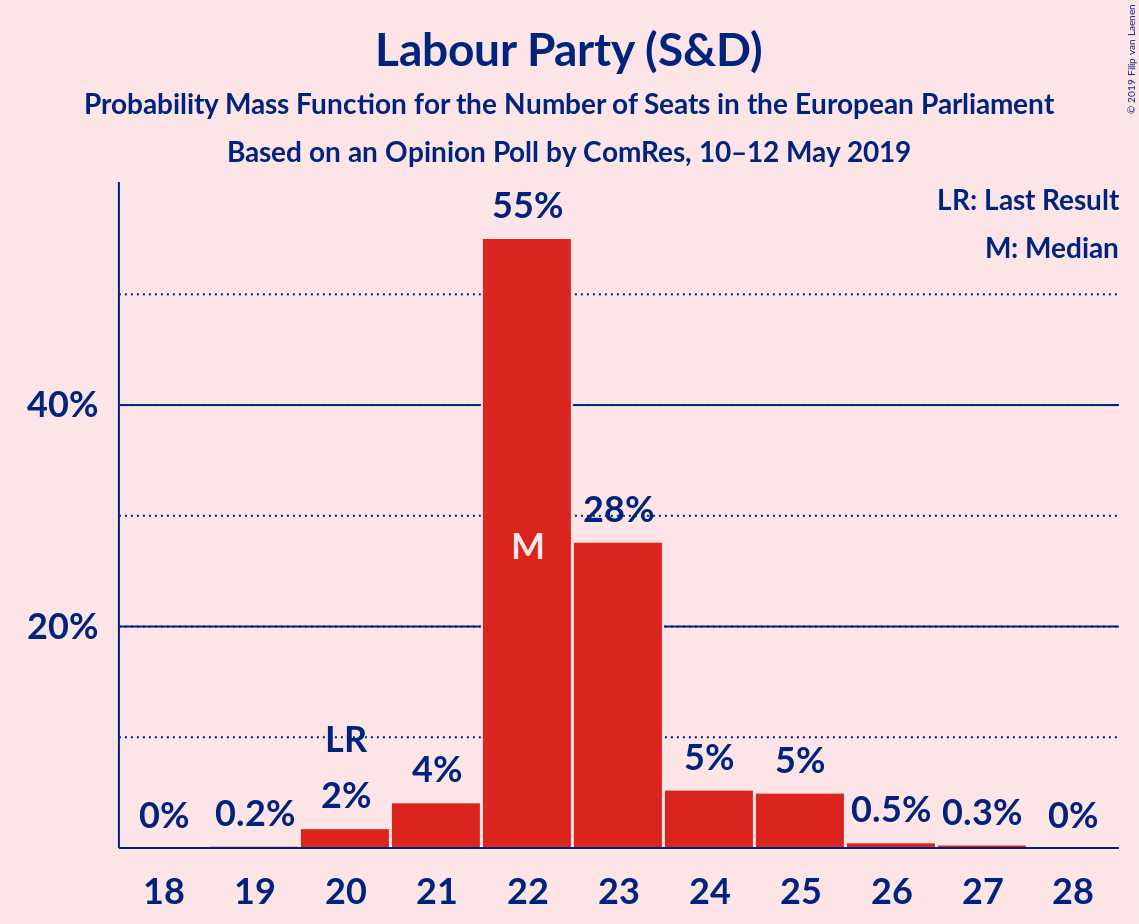 Labour Party (S&D)
Probability Mass Function for the Number of Seats in the European Parliament
Based on an Opinion Poll by ComRes, 10–12 May 2019
© 2019 Filip van Laenen
LR: Last Result
M: Median
55%
40%
28%
M
20%
LR
4%
2%
5%
5%
0%
0.2%
0.5%
0.3%
0%
18 19 20 21 22 23 24 25 26 27 28